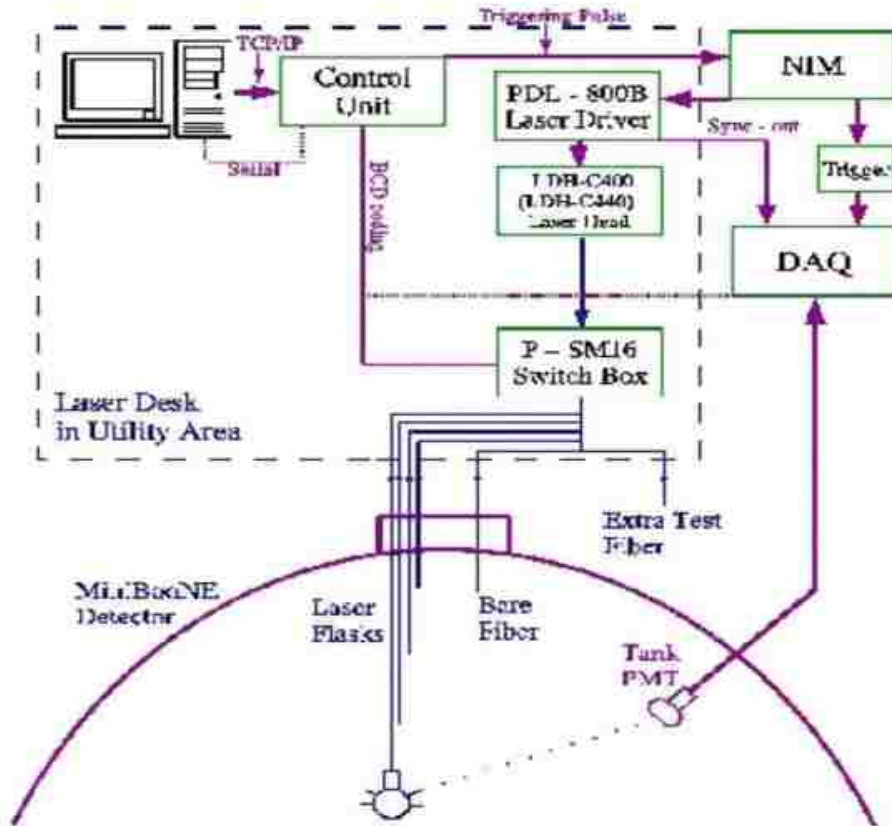 Triggering Pulse
TCP/IP
Control
Unit
NIM
PDL - 800B
Laser Driver
Sync - out
Serial
BCD coding
Trigger
LDH-C400
(LDH-C440)
Laser Head
DAQ
P - SM16
Switch Box
Laser Desk
in Utility Area
Extra Test
Fiber
MiniBooNE
Detector
Laser
Flasks
Bare
Fiber
Tank
PMT